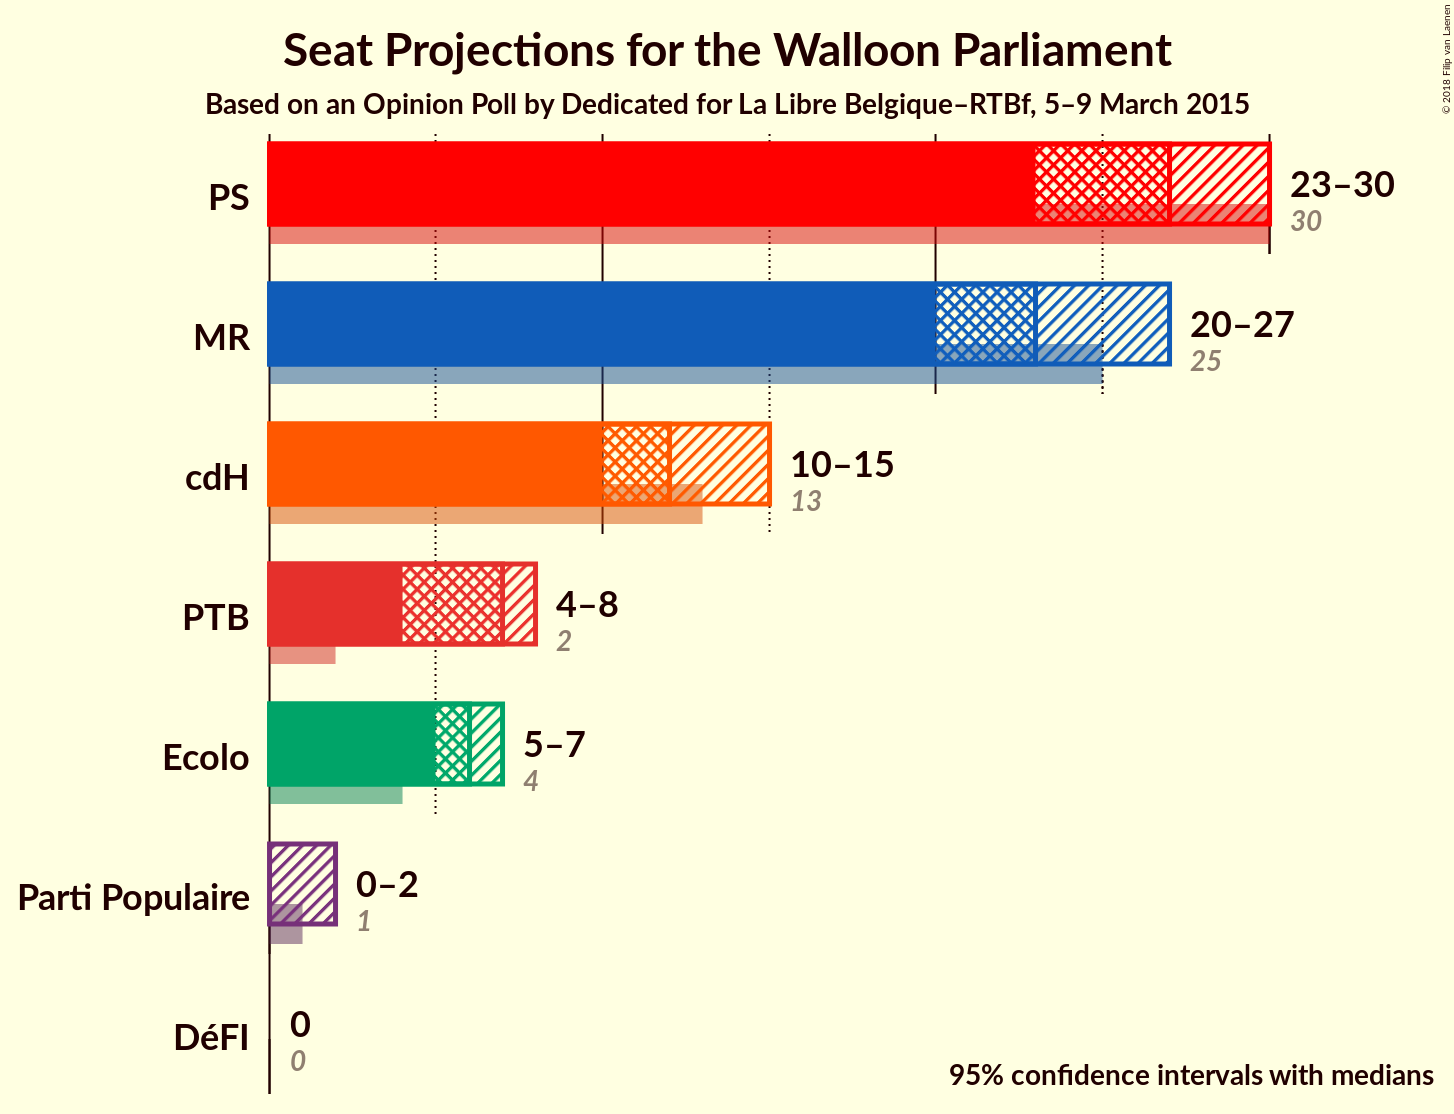 Seat Projections for the Walloon Parliament
Based on an Opinion Poll by Dedicated for La Libre Belgique–RTBf, 5–9 March 2015
© 2018 Filip van Laenen
PS
23–30
30
MR
20–27
25
cdH
10–15
13
PTB
4–8
2
Ecolo
5–7
4
Parti Populaire
0–2
1
DéFI
0
0
95% confidence intervals with medians